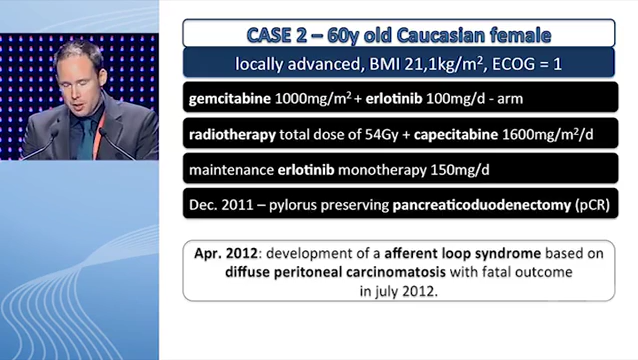 CASE 2 – 60y old Caucasian female
locally advanced, BMI 21,1kg/m², ECOG = 1
gemcitabine 1000mg/m² + erlotinib 100mg/d - arm
radiotherapy total dose of 54Gy + capecitabine 1600mg/m²/d
maintenance erlotinib monotherapy 150mg/d
Dec. 2011 – pylorus preserving pancreaticoduodenectomy (pCR)
Apr. 2012: development of a afferent loop syndrome based on
diffuse peritoneal carcinomatosis with fatal outcome
in july 2012.